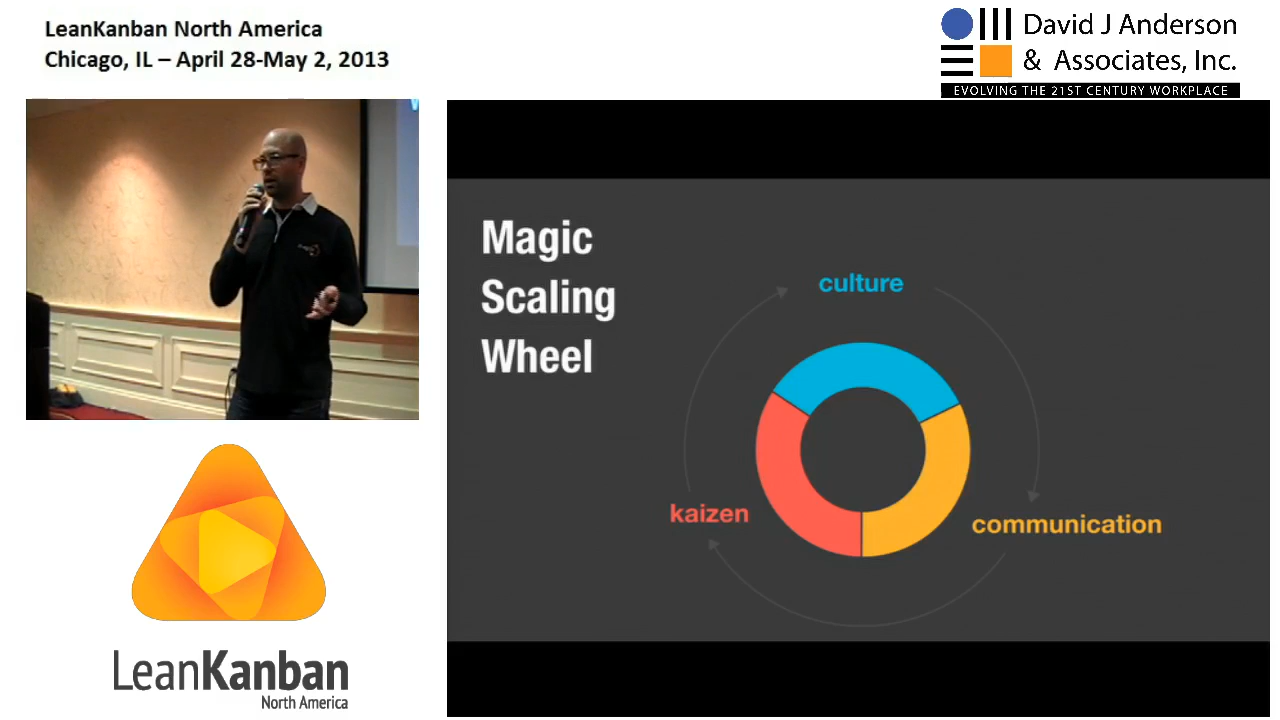 LeanKanban North America
Chicago, IL – April 28-May 2, 2013
David J Anderson
& Associates, Inc.
EVOLVING THE 21ST CENTURY WORKPLACE
Magic
Scaling
Wheel
culture
kaizen
communication
LeanKanban
North America